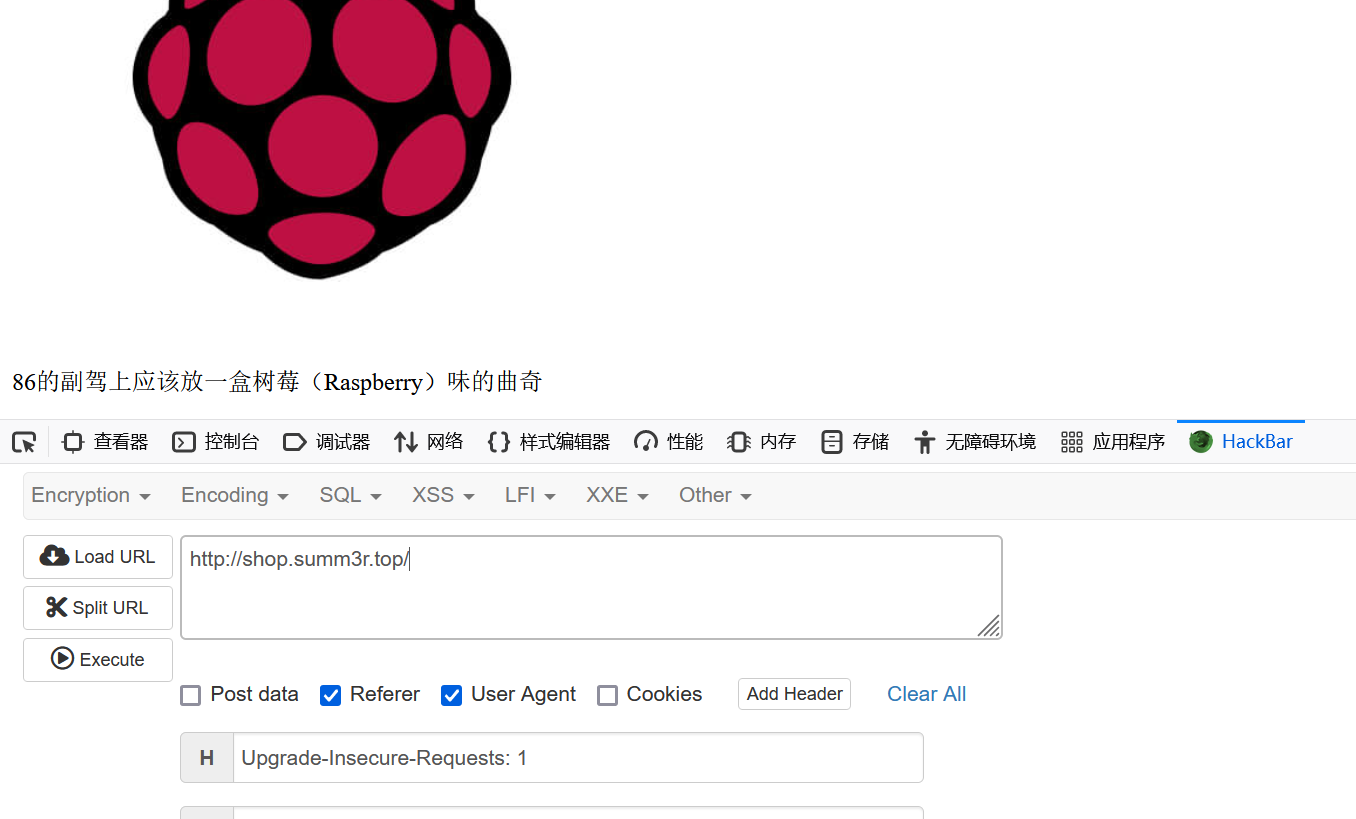 86的副驾上应该放一盒树莓（Raspberry）味的曲奇
查看器 控制台 调试器 网络 样式编辑器 性能 内存 存储 无障碍环境 应用程序 HackBar
Encryption Encoding SQL XSS LFI XXE Other
Load URL http://shop.summ3r.top/
Split URL
Execute
Post data Referer User Agent Cookies Add Header Clear All
H Upgrade-Insecure-Requests: 1